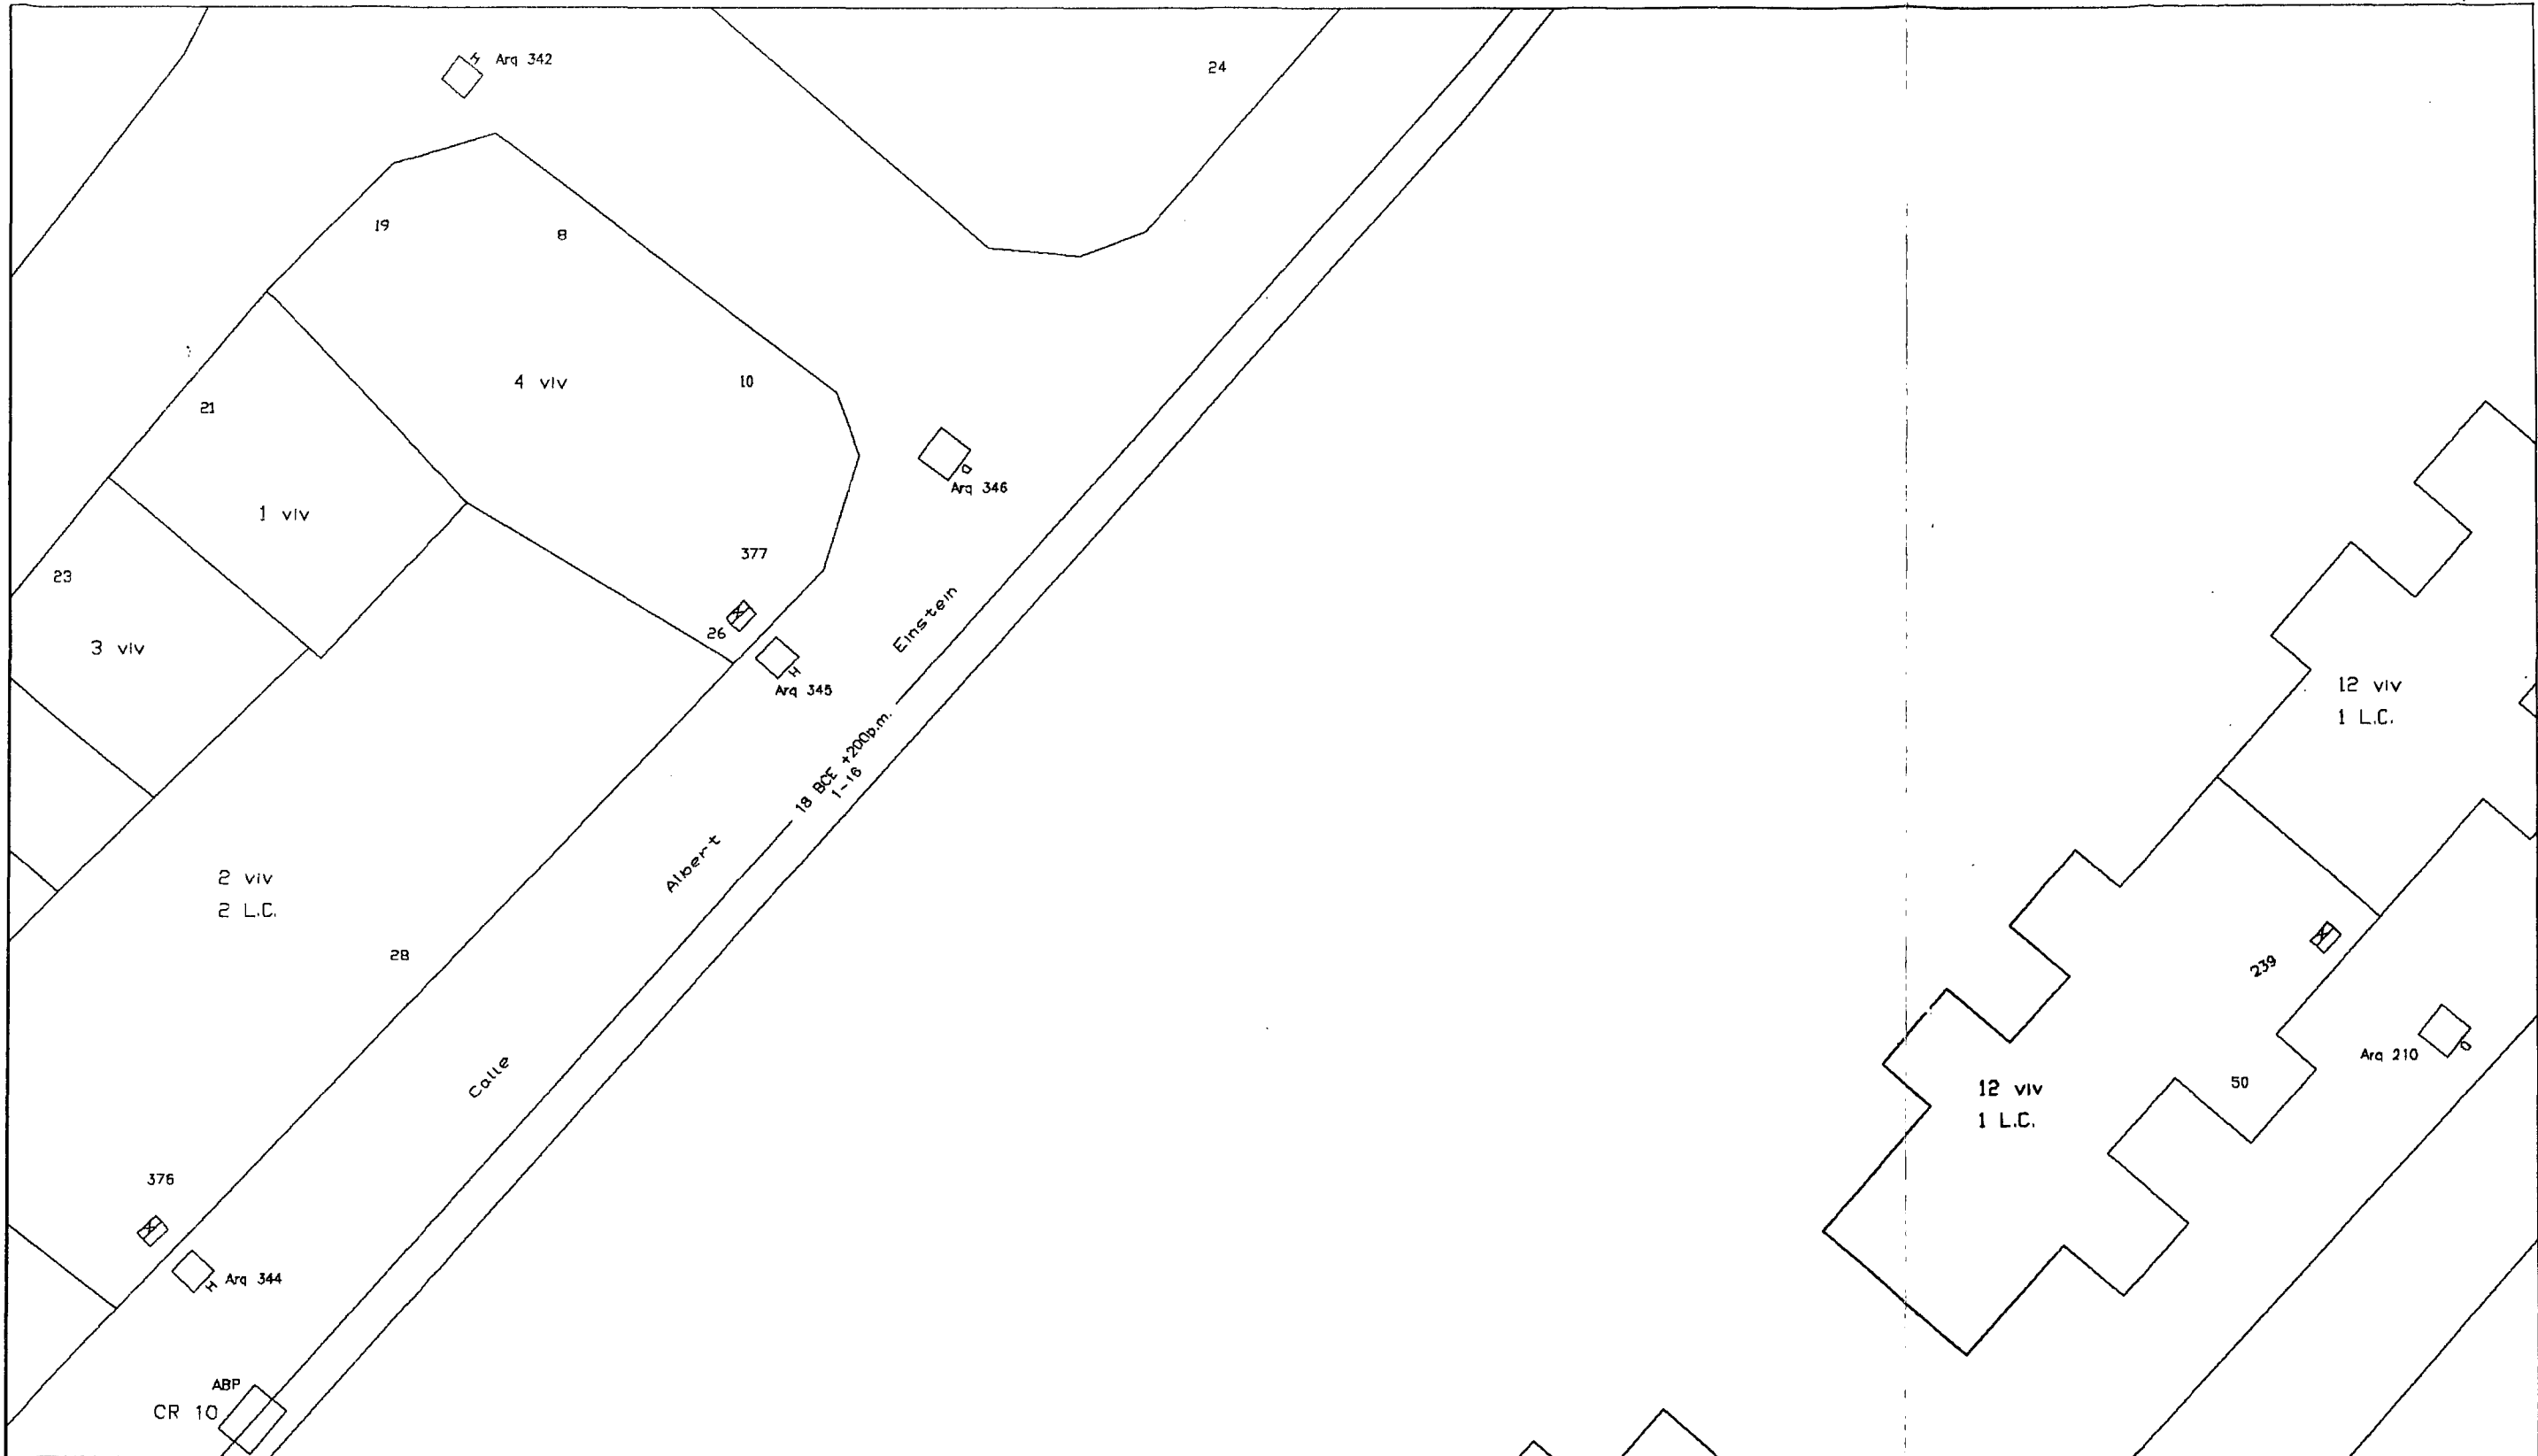 Arq 342
H
24
19
8
4 viv
10
21
1 viv
Arq 346
D
23
3 viv
377
26
Arq 345
H
Calle Albert Einstein
18 BCE +200p.m.
1-16
12 viv
1 L.C.
2 viv
2 L.C.
28
239
Arq 210
D
50
12 viv
1 L.C.
376
Arq 344
H
ABP
CR 10